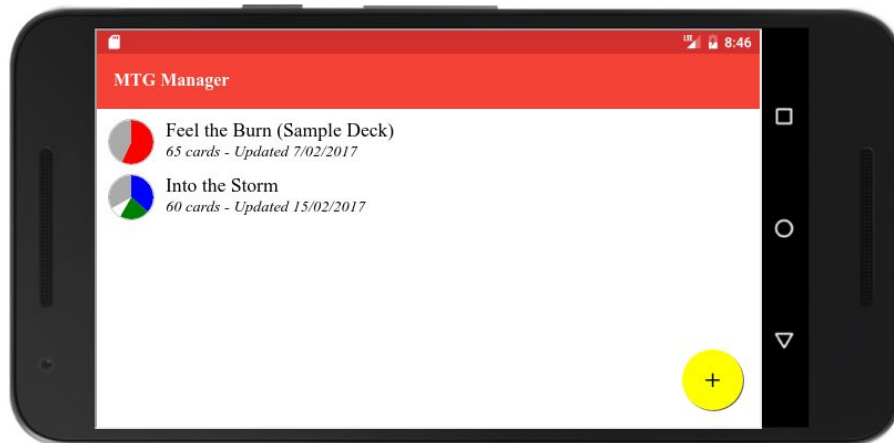 LTE 8:46
MTG Manager
Feel the Burn (Sample Deck)
65 cards - Updated 7/02/2017
Into the Storm
60 cards - Updated 15/02/2017
+